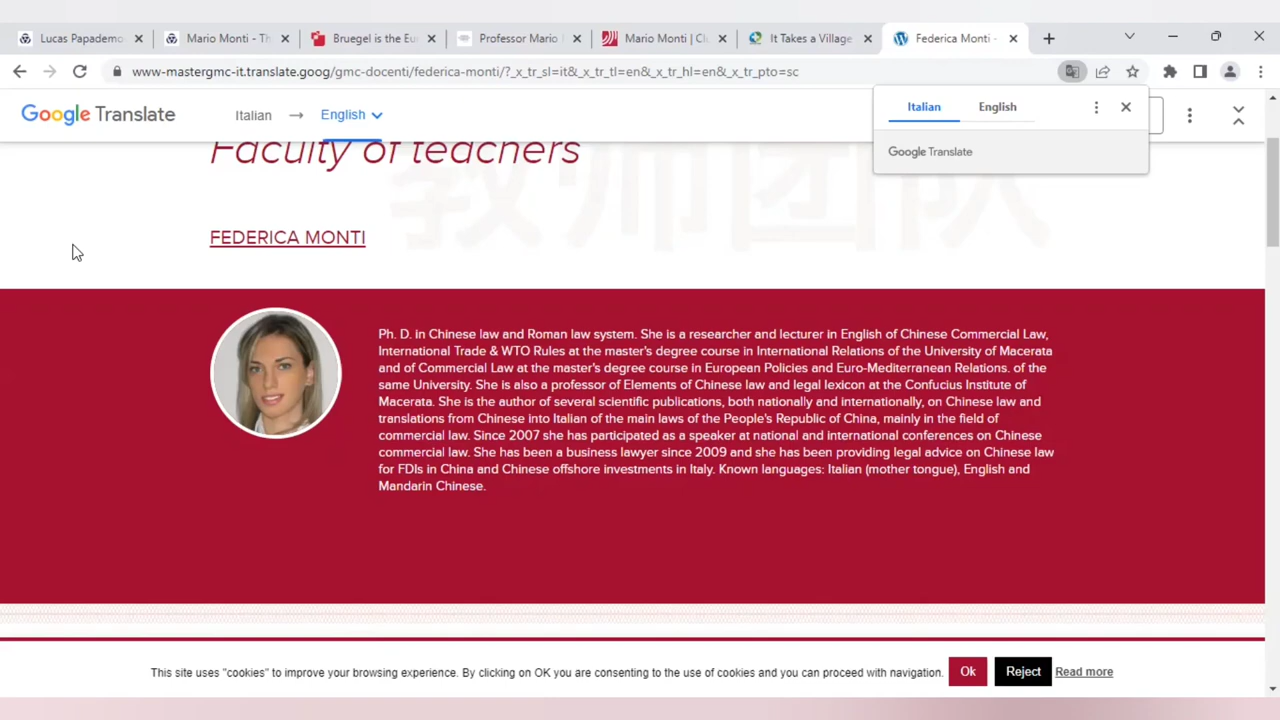 Lucas Papademo
Mario Monti - Th
Bruegel is the Eu
Professor Mario
Mario Monti | Cl
It Takes a Village
Federica Monti -
www-mastergmc-it.translate.goog/gmc-docenti/federica-monti/?_x_tr_sl=it&_x_tr_tl=en&_x_tr_hl=en&_x_tr_pto=sc
Google Translate
Italian → English
Italian English
Google Translate
Faculty of teachers
教师团队
FEDERICA MONTI
Ph. D. in Chinese law and Roman law system. She is a researcher and lecturer in English of Chinese Commercial Law,
International Trade & WTO Rules at the master's degree course in International Relations of the University of Macerata
and of Commercial Law at the master's degree course in European Policies and Euro-Mediterranean Relations. of the
same University. She is also a professor of Elements of Chinese law and legal lexicon at the Confucius Institute of
Macerata. She is the author of several scientific publications, both nationally and internationally, on Chinese law and
translations from Chinese into Italian of the main laws of the People's Republic of China, mainly in the field of
commercial law. Since 2007 she has participated as a speaker at national and international conferences on Chinese
commercial law. She has been a business lawyer since 2009 and she has been providing legal advice on Chinese law
for FDIs in China and Chinese offshore investments in Italy. Known languages: Italian (mother tongue), English and
Mandarin Chinese.
This site uses "cookies" to improve your browsing experience. By clicking on OK you are consenting to the use of cookies and you can proceed with navigation.
Ok
Reject
Read more